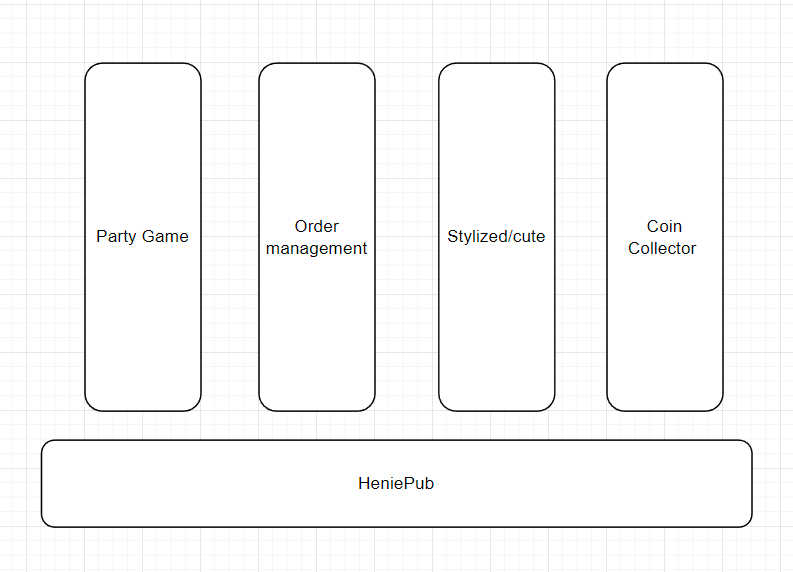 Party Game
Order
management
Stylized/cute
Coin
Collector
HeniePub